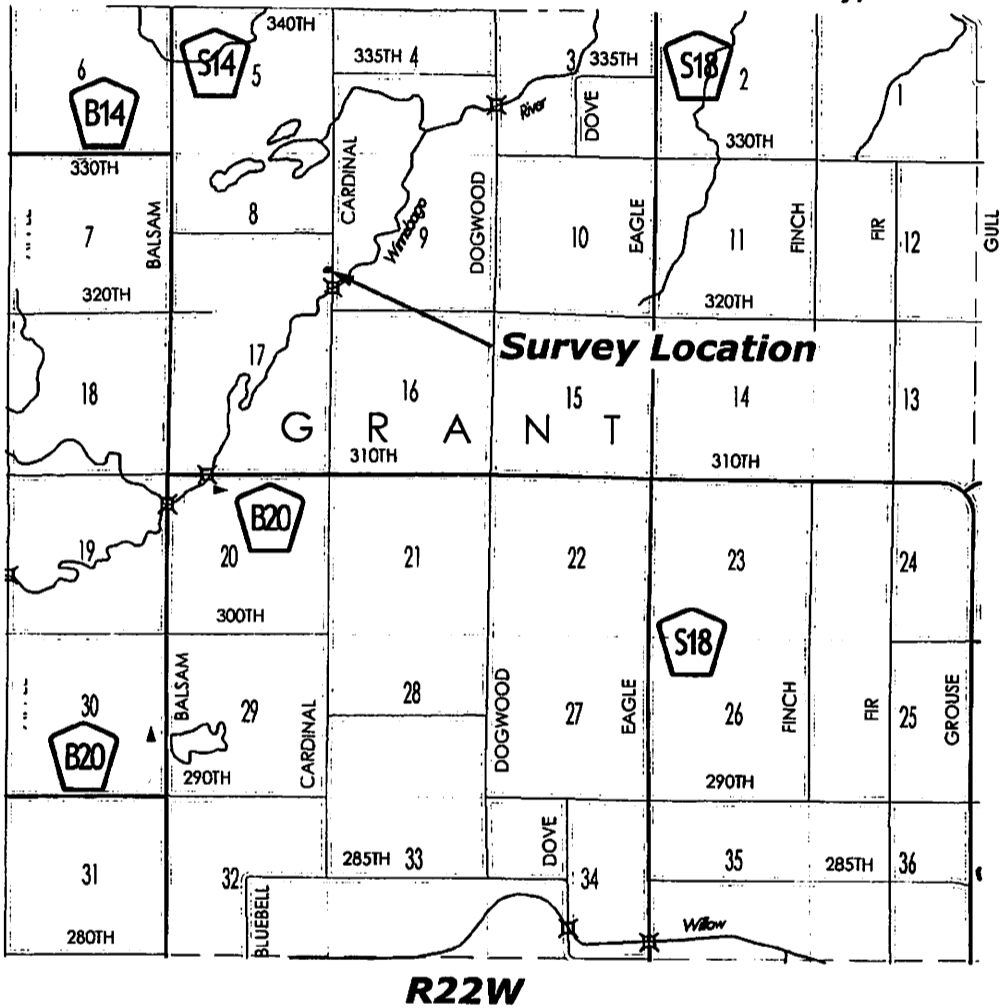 340TH
6
S14
5
335TH 4
3
335TH
S18
2
1
B14
River
DOVE
330TH
330TH
CARDINAL
BALSAM
8
Winnebago
9
DOGWOOD
10
EAGLE
11
FINCH
FIR
12
GULL
7
320TH
320TH
Survey Location
17
18
16
15
14
13
G R A N T
310TH
310TH
B20
19
20
21
22
23
24
300TH
S18
30
BALSAM
29
CARDINAL
28
DOGWOOD
27
EAGLE
26
FINCH
FIR
25
GROUSE
B20
290TH
290TH
31
32
285TH 33
DOVE
34
35
285TH
36
BLUEBELL
280TH
Willow
R22W